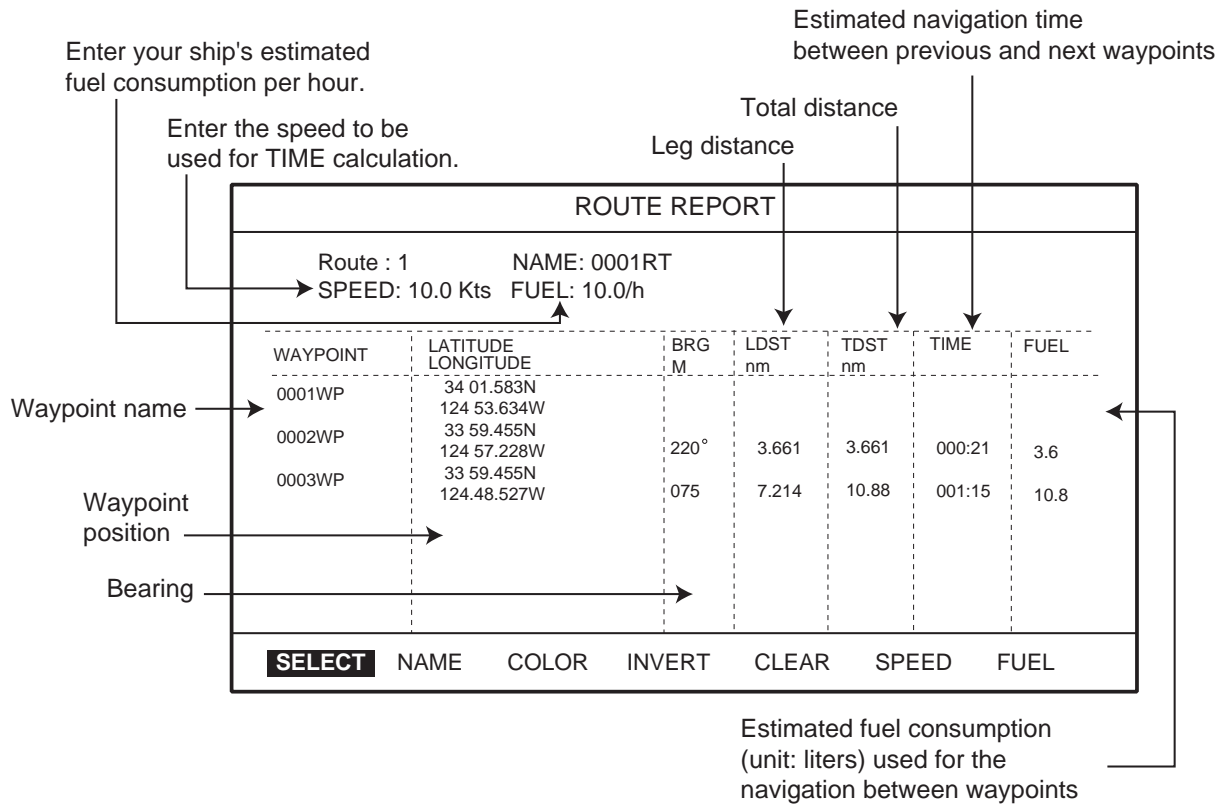 Estimated navigation time
between previous and next waypoints
Enter your ship's estimated
fuel consumption per hour.
Total distance
Enter the speed to be
used for TIME calculation.
Leg distance
ROUTE REPORT
Route : 1 NAME: 0001RT
SPEED: 10.0 Kts FUEL: 10.0/h
WAYPOINT LATITUDE LONGITUDE BRG M LDST nm TDST nm TIME FUEL
0001WP 34 01.583N
124 53.634W
0002WP 33 59.455N
124 57.228W 220° 3.661 3.661 000:21 3.6
0003WP 33 59.455N
124.48.527W 075 7.214 10.88 001:15 10.8
Waypoint name
Waypoint
position
Bearing
SELECT NAME COLOR INVERT CLEAR SPEED FUEL
Estimated fuel consumption
(unit: liters) used for the
navigation between waypoints